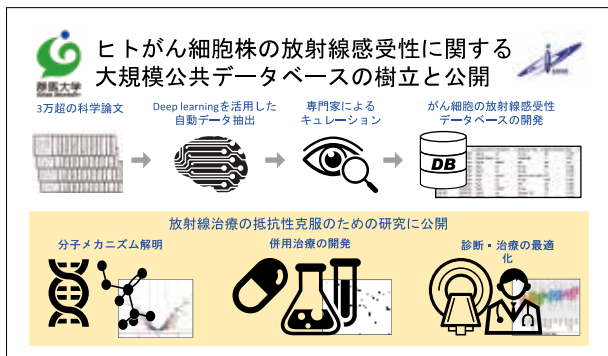 ヒトがん細胞株の放射線感受性に関する
大規模公共データベースの樹立と公開
群馬大学
3万超の科学論文
Deep learningを活用した
自動データ抽出
専門家による
キュレーション
がん細胞の放射線感受性
データベースの開発
DB
放射線治療の抵抗性克服のための研究に公開
分子メカニズム解明
併用治療の開発
診断・治療の最適
化